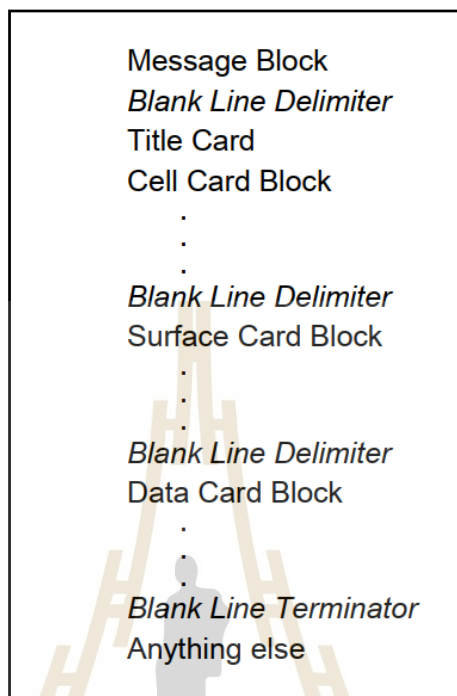 Message Block
Blank Line Delimiter
Title Card
Cell Card Block
.
.
.
Blank Line Delimiter
Surface Card Block
.
.
.
Blank Line Delimiter
Data Card Block
.
.
.
Blank Line Terminator
Anything else